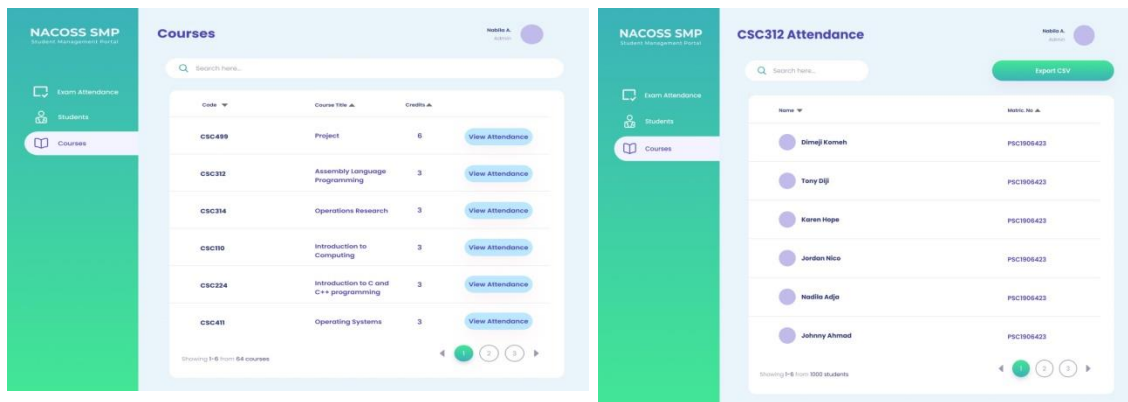 NACOSS SMP
Student Management Portal
Exam Attendance
Students
Courses
Courses
Nabila A.
Admin
Search here...
Code Course Title Credits
CSC499 Project 6 View Attendance
CSC312 Assembly Language Programming 3 View Attendance
CSC314 Operations Research 3 View Attendance
CSC110 Introduction to Computing 3 View Attendance
CSC224 Introduction to C and C++ programming 3 View Attendance
CSC411 Operating Systems 3 View Attendance
Showing 1-6 from 64 courses
1 2 3
NACOSS SMP
Student Management Portal
Exam Attendance
Students
Courses
CSC312 Attendance
Nabila A.
Admin
Search here...
Export CSV
Name Matric. No
Dimeji Komeh PSC1906423
Tony Diji PSC1906423
Karen Hope PSC1906423
Jordan Nico PSC1906423
Nadila Adja PSC1906423
Johnny Ahmad PSC1906423
Showing 1-6 from 1000 students
1 2 3